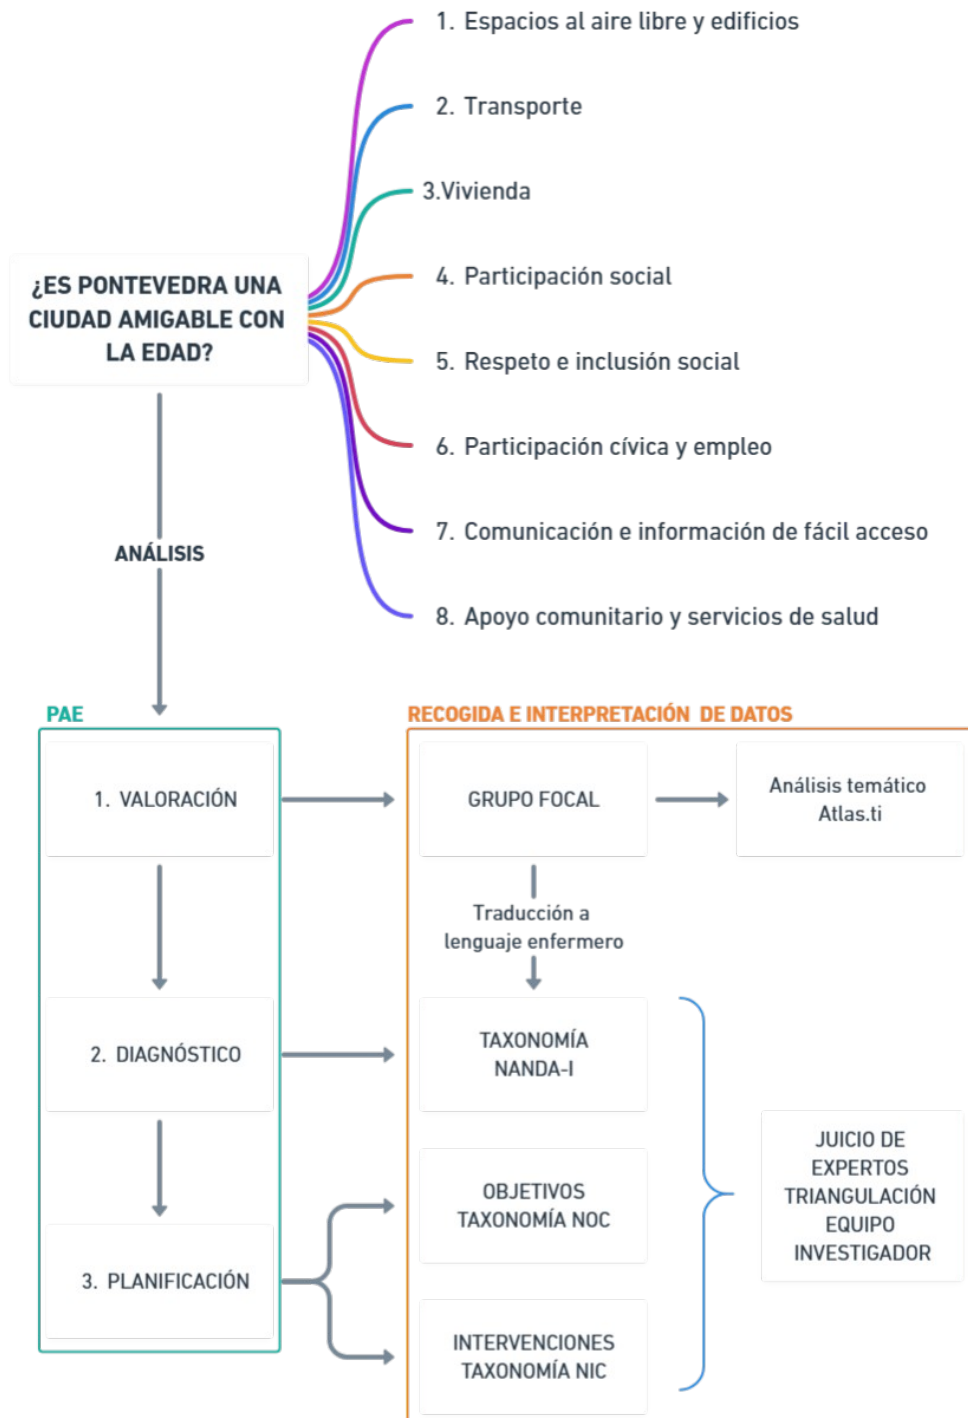 1. Espacios al aire libre y edificios
2. Transporte
3.Vivienda
¿ES PONTEVEDRA UNA
CIUDAD AMIGABLE CON
LA EDAD?
4. Participación social
5. Respeto e inclusión social
6. Participación cívica y empleo
7. Comunicación e información de fácil acceso
8. Apoyo comunitario y servicios de salud
ANÁLISIS
PAE
RECOGIDA E INTERPRETACIÓN DE DATOS
1. VALORACIÓN
GRUPO FOCAL
Análisis temático
Atlas.ti
Traducción a
lenguaje enfermero
2. DIAGNÓSTICO
TAXONOMÍA
NANDA-I
OBJETIVOS
TAXONOMÍA NOC
3. PLANIFICACIÓN
INTERVENCIONES
TAXONOMÍA NIC
JUICIO DE
EXPERTOS
TRIANGULACIÓN
EQUIPO
INVESTIGADOR